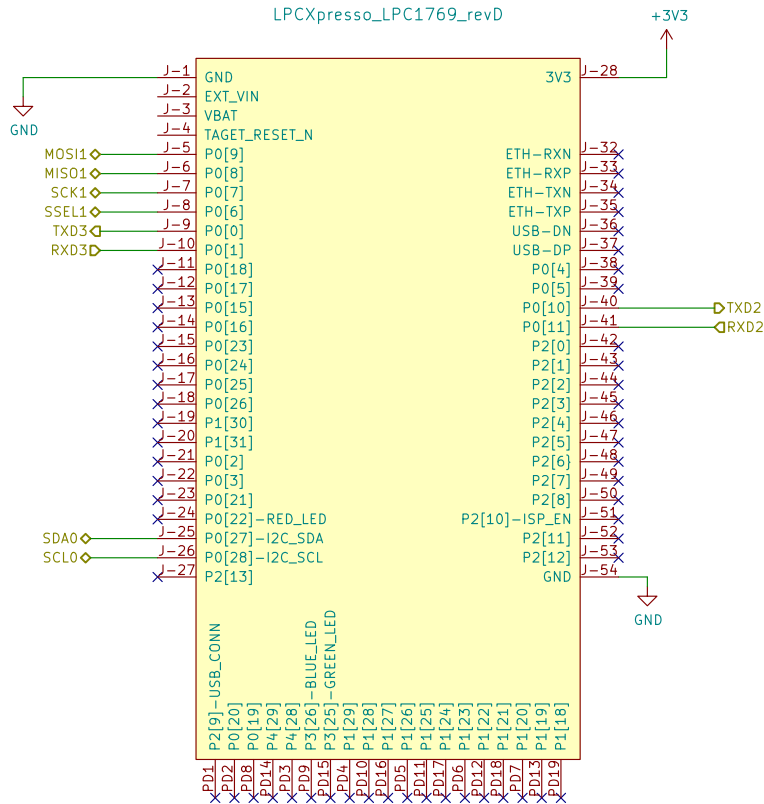 LPCXpresso_LPC1769_revD
+3V3
GND
J-1 GND
J-2 EXT_VIN
J-3 VBAT
J-4 TAGET_RESET_N
MOSI1 J-5 P0[9]
MISO1 J-6 P0[8]
SCK1 J-7 P0[7]
SSEL1 J-8 P0[6]
TXD3 J-9 P0[0]
RXD3 J-10 P0[1]
J-11 P0[18]
J-12 P0[17]
J-13 P0[15]
J-14 P0[16]
J-15 P0[23]
J-16 P0[24]
J-17 P0[25]
J-18 P0[26]
J-19 P1[30]
J-20 P1[31]
J-21 P0[2]
J-22 P0[3]
J-23 P0[21]
J-24 P0[22]-RED_LED
SDA0 J-25 P0[27]-I2C_SDA
SCL0 J-26 P0[28]-I2C_SCL
J-27 P2[13]
3V3 J-28
ETH-RXN J-32
ETH-RXP J-33
ETH-TXN J-34
ETH-TXP J-35
USB-DN J-36
USB-DP J-37
P0[4] J-38
P0[5] J-39
P0[10] J-40 TXD2
P0[11] J-41 RXD2
P2[0] J-42
P2[1] J-43
P2[2] J-44
P2[3] J-45
P2[4] J-46
P2[5] J-47
P2[6} J-48
P2[7] J-49
P2[8] J-50
P2[10]-ISP_EN J-51
P2[11] J-52
P2[12] J-53
GND J-54
GND
P2[9]-USB_CONN PD1
P0[20] PD2
P0[19] PD8
P4[29] PD14
P4[28] PD3
P3[26]-BLUE_LED PD9
P3[25]-GREEN_LED PD15
P1[29] PD4
P1[28] PD10
P1[27] PD16
P1[26] PD5
P1[25] PD11
P1[24] PD17
P1[23] PD6
P1[22] PD12
P1[21] PD18
P1[20] PD7
P1[19] PD13
P1[18] PD19